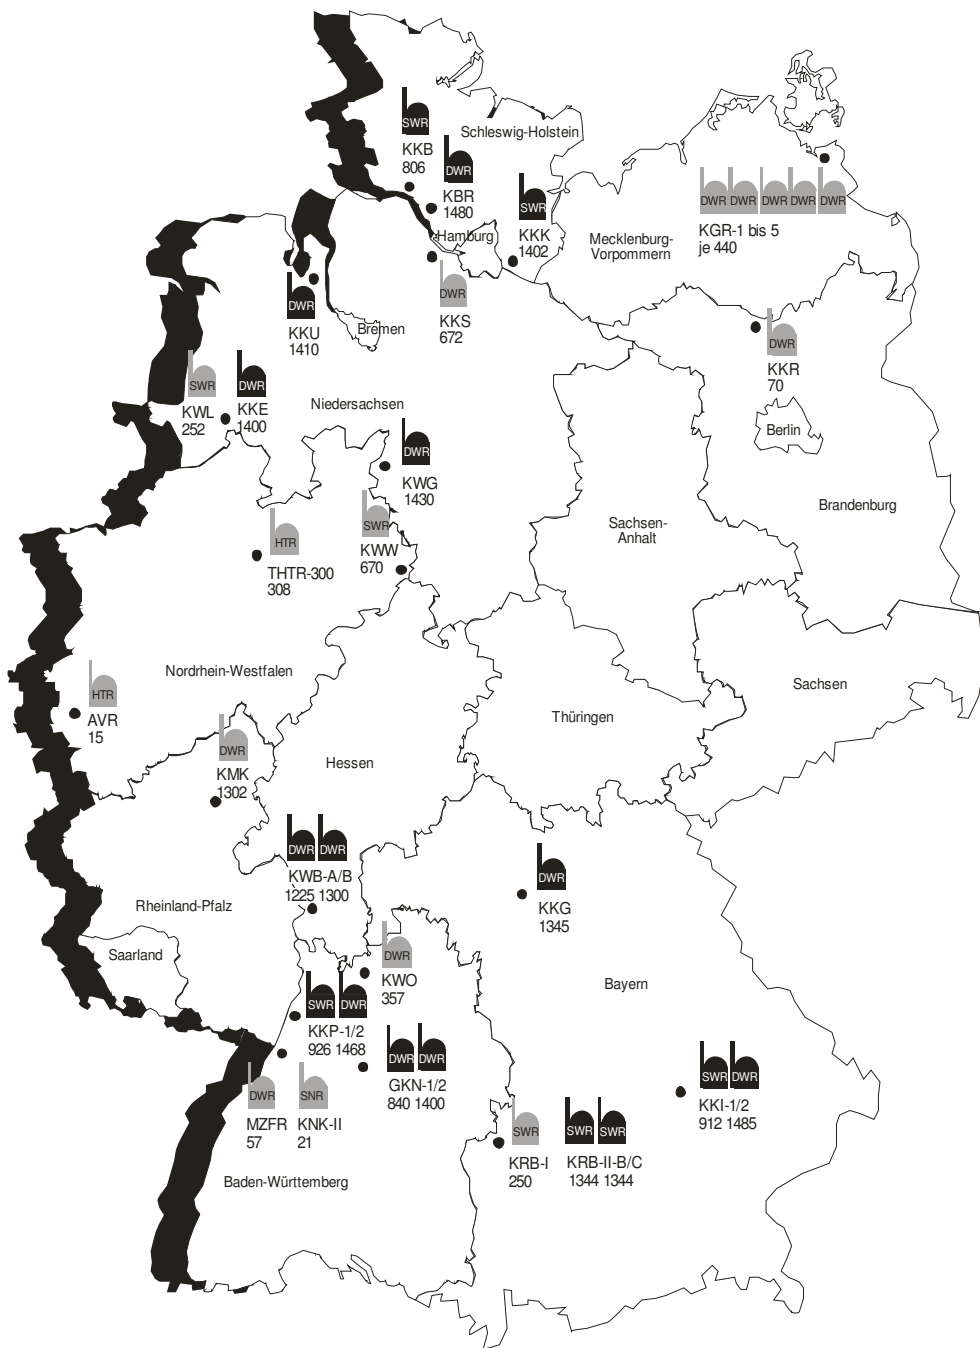 SWR
Schleswig-Holstein
KKB
806
DWR
KBR
1480
SWR
KKK
1402
DWR DWR DWR DWR DWR
KGR-1 bis 5
je 440
Hamburg
Mecklenburg-
Vorpommern
DWR
KKU
1410
DWR
KKS
672
Bremen
DWR
KKR
70
SWR
KWL
252
DWR
KKE
1400
Niedersachsen
Berlin
DWR
KWG
1430
Brandenburg
SWR
KWW
670
HTR
THTR-300
308
Sachsen-
Anhalt
Nordrhein-Westfalen
HTR
AVR
15
Sachsen
Thüringen
DWR
KMK
1302
Hessen
DWR DWR
KWB-A/B
1225 1300
DWR
KKG
1345
Rheinland-Pfalz
Saarland
DWR
KWO
357
Bayern
SWR DWR
KKP-1/2
926 1468
DWR DWR
GKN-1/2
840 1400
SWR DWR
KKI-1/2
912 1485
DWR
MZFR
57
SNR
KNK-II
21
SWR
KRB-I
250
SWR SWR
KRB-II-B/C
1344 1344
Baden-Württemberg